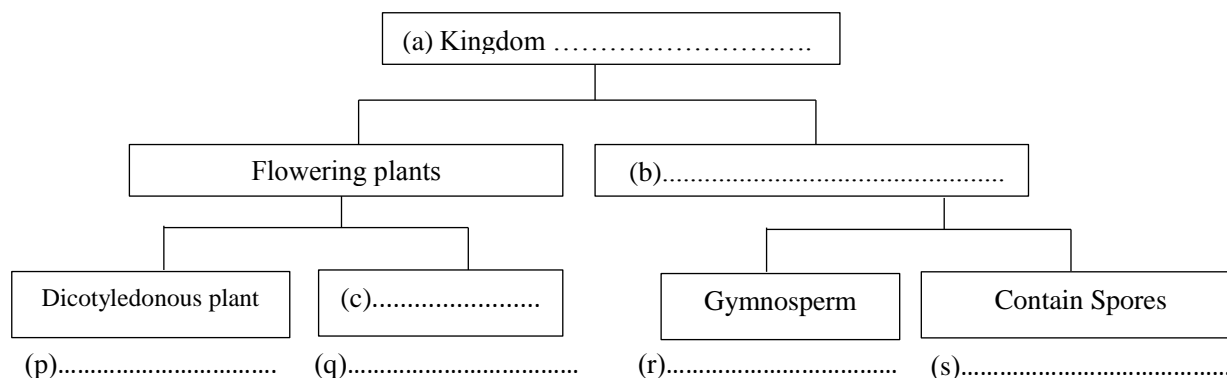 (a) Kingdom ………………………….
Flowering plants
(b)...............................................
Dicotyledonous plant
(c)..........................
Gymnosperm
Contain Spores
(p)..................................
(q)....................................
(r)....................................
(s)..........................................